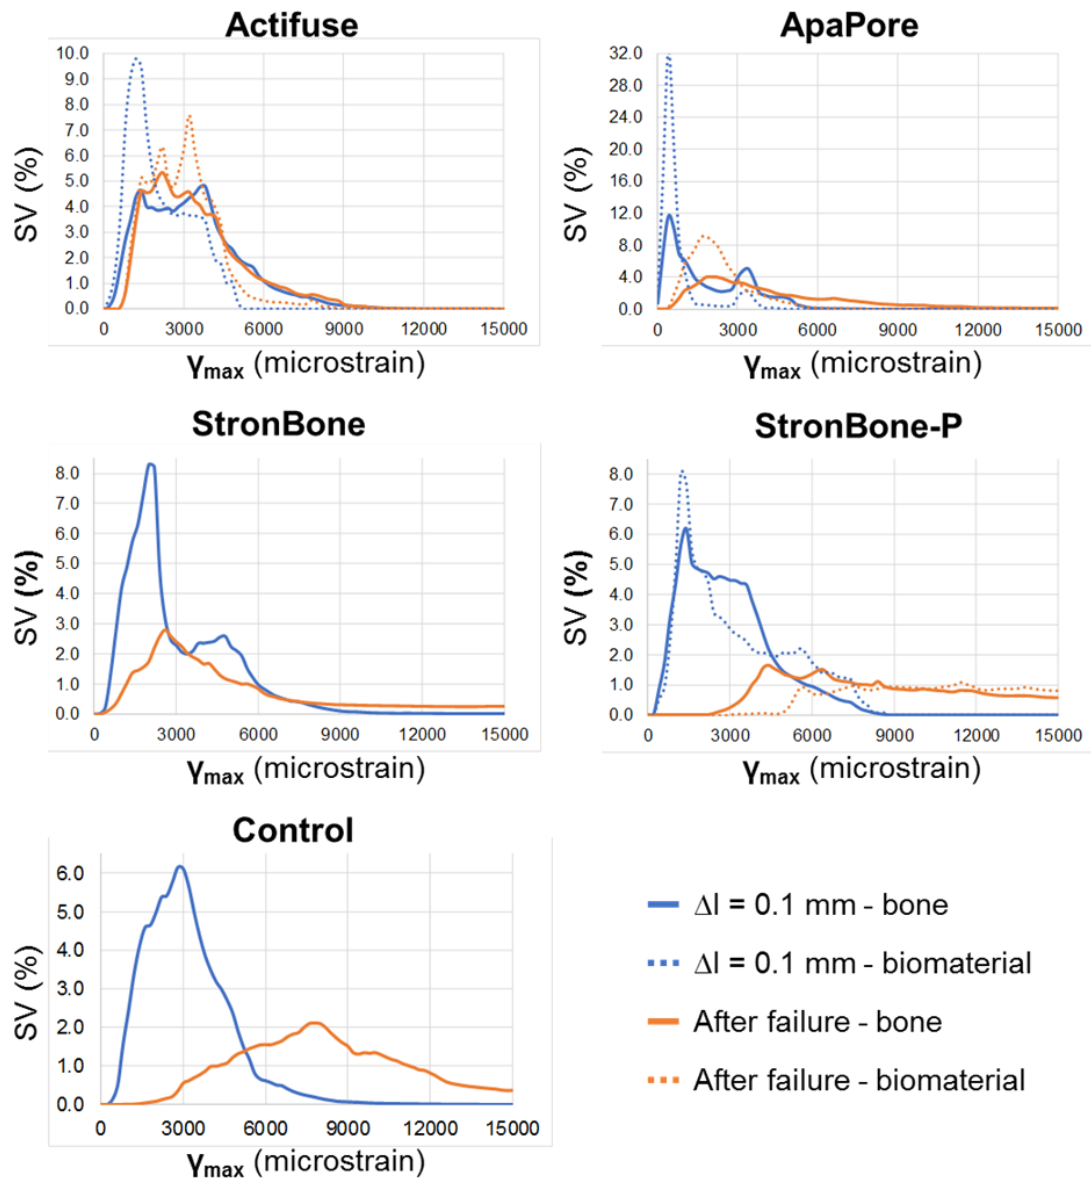 Actifuse
10.0
9.0
8.0
7.0
6.0
5.0
4.0
3.0
2.0
1.0
0.0
SV (%)
0 3000 6000 9000 12000 15000
γmax (microstrain)
ApaPore
32.0
28.0
24.0
20.0
16.0
12.0
8.0
4.0
0.0
SV (%)
0 3000 6000 9000 12000 15000
γmax (microstrain)
StronBone
8.0
7.0
6.0
5.0
4.0
3.0
2.0
1.0
0.0
SV (%)
0 3000 6000 9000 12000 15000
γmax (microstrain)
StronBone-P
8.0
7.0
6.0
5.0
4.0
3.0
2.0
1.0
0.0
SV (%)
0 3000 6000 9000 12000 15000
γmax (microstrain)
Control
6.0
5.0
4.0
3.0
2.0
1.0
0.0
SV (%)
0 3000 6000 9000 12000 15000
γmax (microstrain)
Δl = 0.1 mm - bone
Δl = 0.1 mm - biomaterial
After failure - bone
After failure - biomaterial